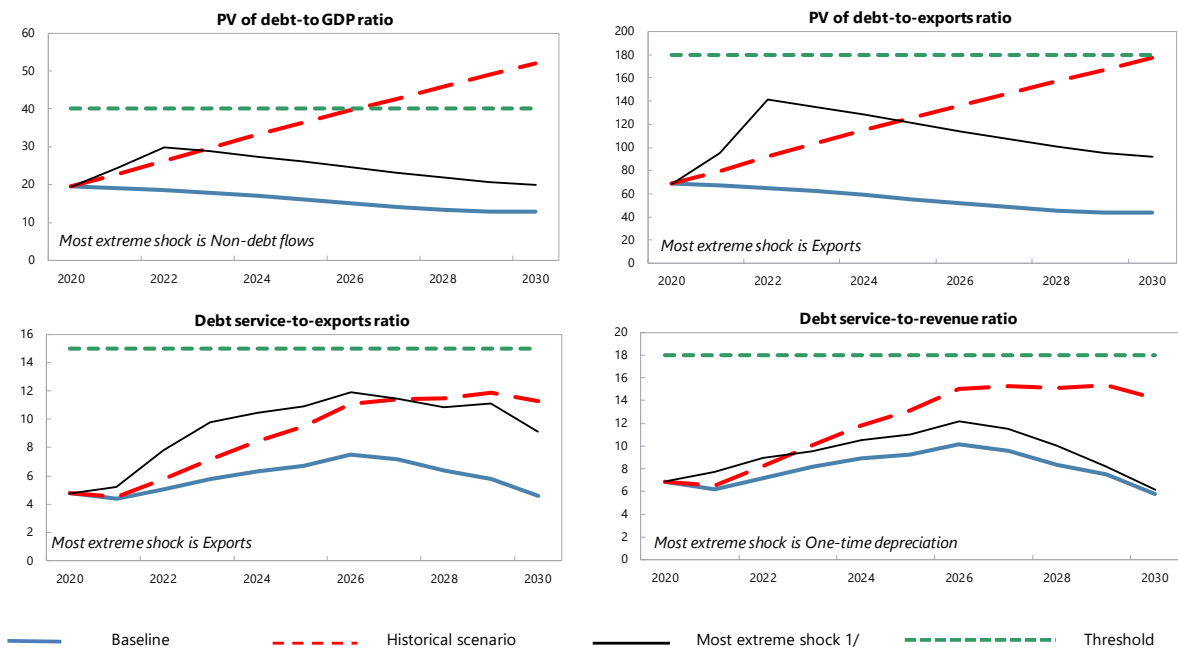 PV of debt-to GDP ratio
60
50
40
30
20
10
0
Most extreme shock is Non-debt flows
2020 2022 2024 2026 2028 2030
PV of debt-to-exports ratio
200
180
160
140
120
100
80
60
40
20
0
Most extreme shock is Exports
2020 2022 2024 2026 2028 2030
Debt service-to-exports ratio
16
14
12
10
8
6
4
2
0
Most extreme shock is Exports
2020 2022 2024 2026 2028 2030
Debt service-to-revenue ratio
20
18
16
14
12
10
8
6
4
2
0
Most extreme shock is One-time depreciation
2020 2022 2024 2026 2028 2030
Baseline Historical scenario Most extreme shock 1/ Threshold